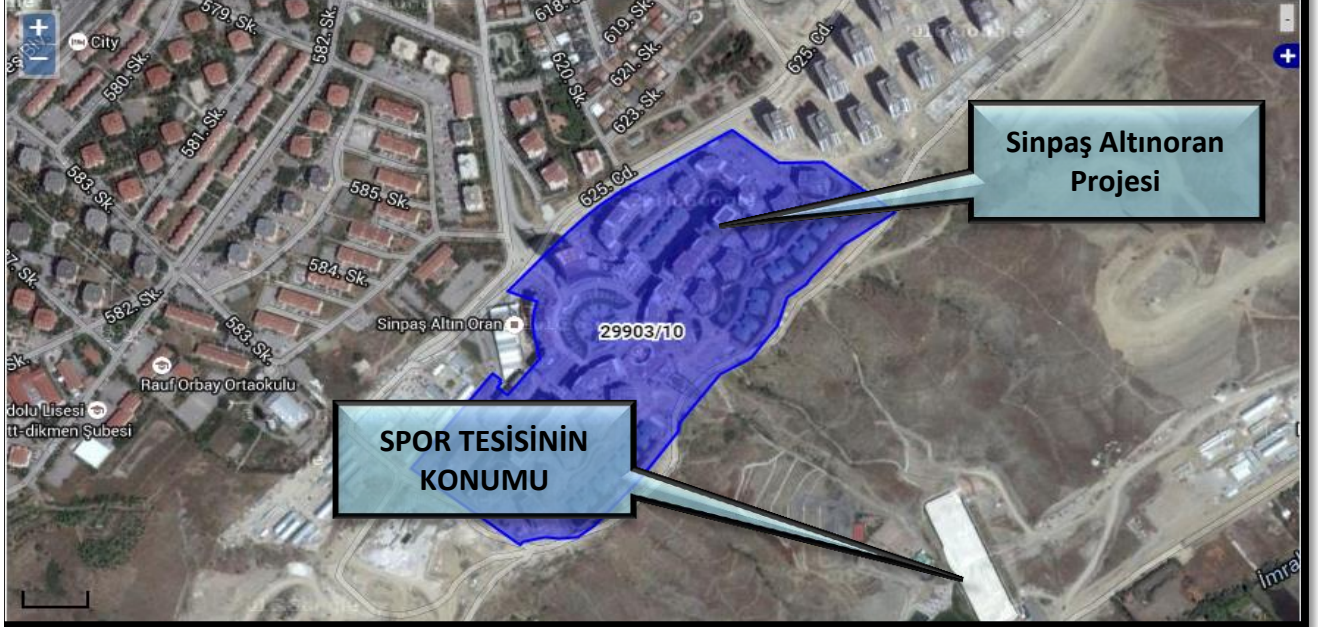 579. Sk.
582. Sk.
618. Sk.
619. Sk.
City
580. Sk.
620. Sk.
621. Sk.
625. Cd.
581. Sk.
623. Sk.
Sinpaş Altınoran
Projesi
583. Sk.
585. Sk.
625. Cd.
584. Sk.
582. Sk.
583. Sk.
Sinpaş Altın Oran
29903/10
Sk.
Rauf Orbay Ortaokulu
dolu Lisesi
tt-dikmen Şubesi
SPOR TESİSİNİN
KONUMU
İmra